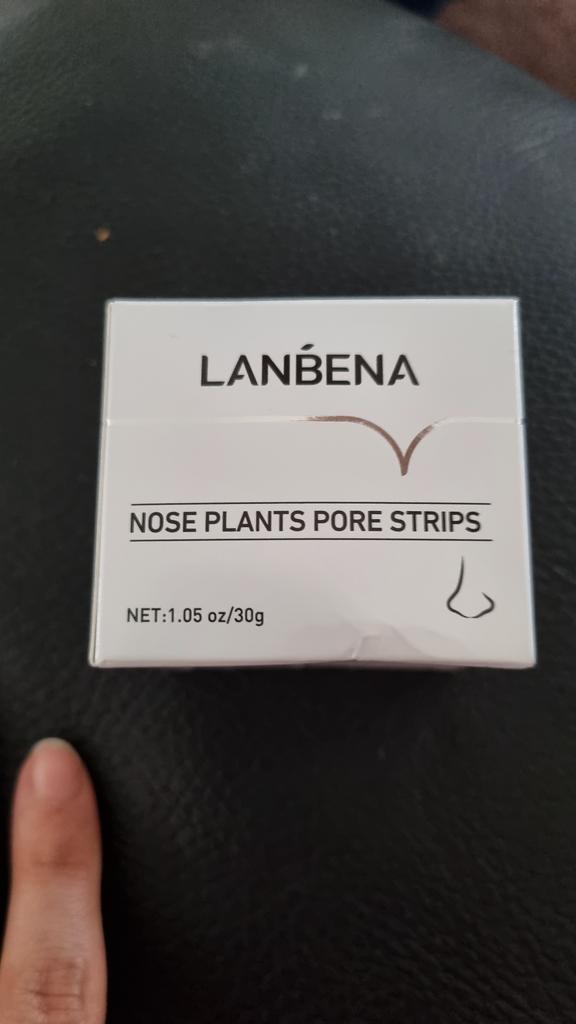 LANBENA
NOSE PLANTS PORE STRIPS
NET:1.05 oz/30g